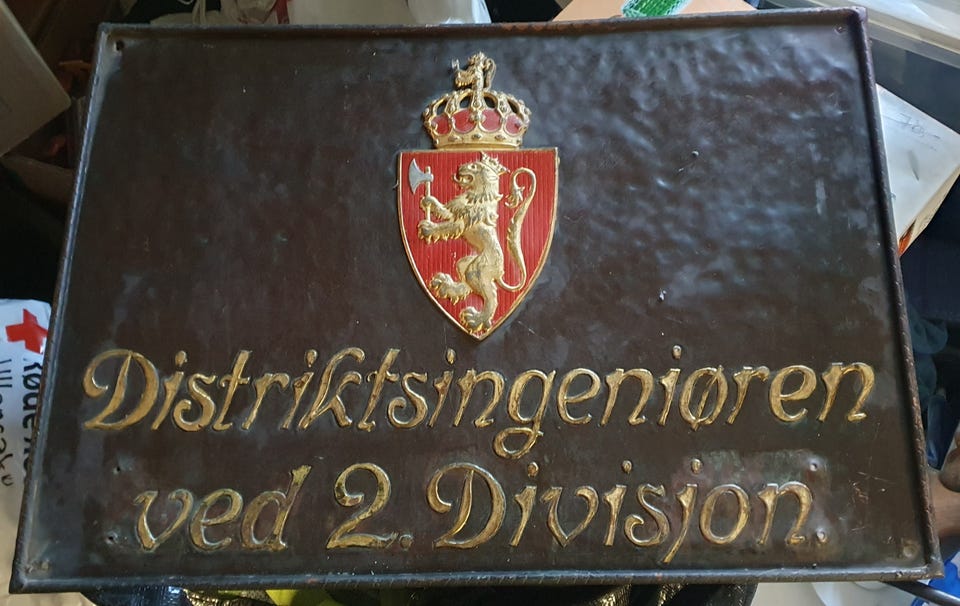 Distriktsingeniøren
ved 2. Divisjon.